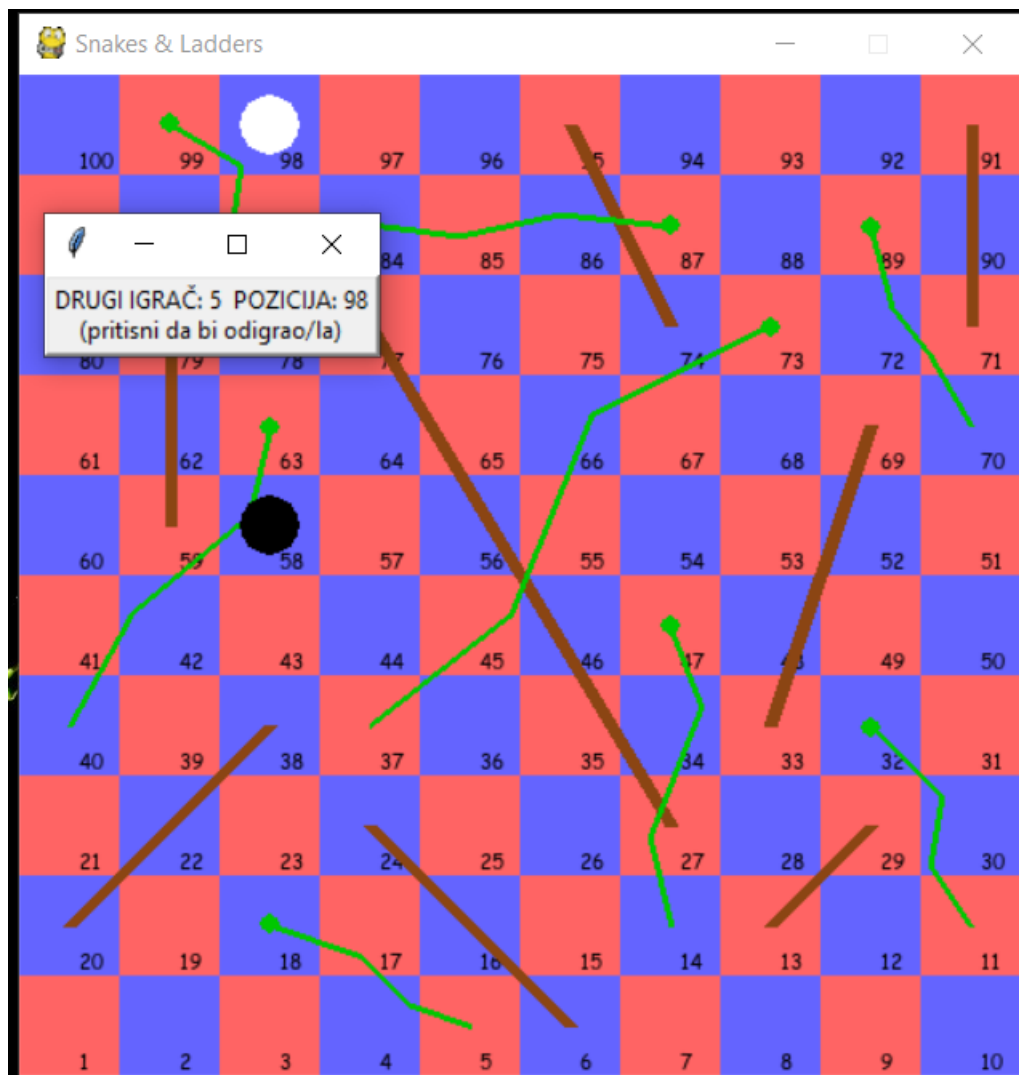 Snakes & Ladders
100 99 98 97 96 95 94 93 92 91
84 85 86 87 88 89 90
DRUGI IGRAČ: 5 POZICIJA: 98
(pritisni da bi odigrao/la)
80 79 78 77 76 75 74 73 72 71
61 62 63 64 65 66 67 68 69 70
60 59 58 57 56 55 54 53 52 51
41 42 43 44 45 46 47 48 49 50
40 39 38 37 36 35 34 33 32 31
21 22 23 24 25 26 27 28 29 30
20 19 18 17 16 15 14 13 12 11
1 2 3 4 5 6 7 8 9 10